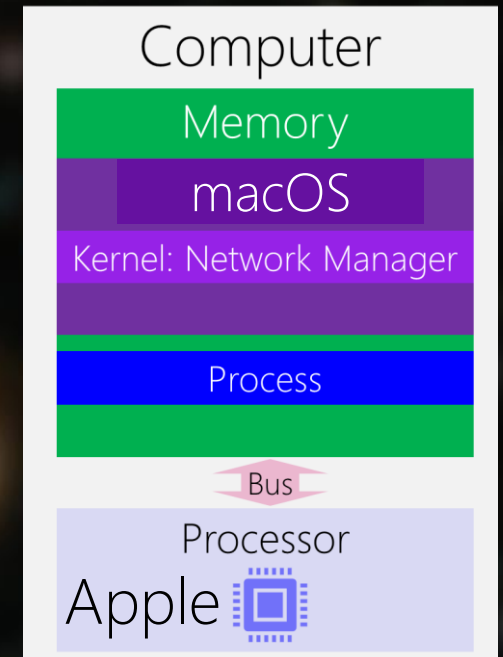 Computer
Memory
macOS
Kernel: Network Manager
Process
Bus
Processor
Apple